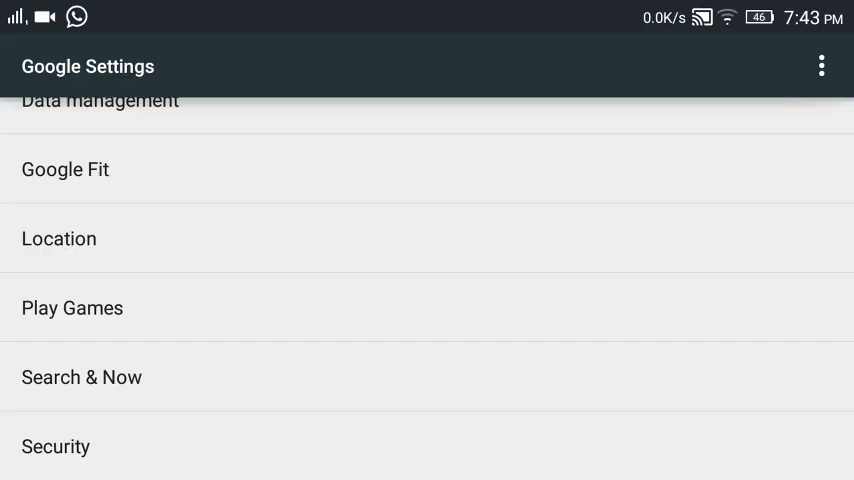 0.0K/s 46 7:43 PM
Google Settings
Data management
Google Fit
Location
Play Games
Search & Now
Security